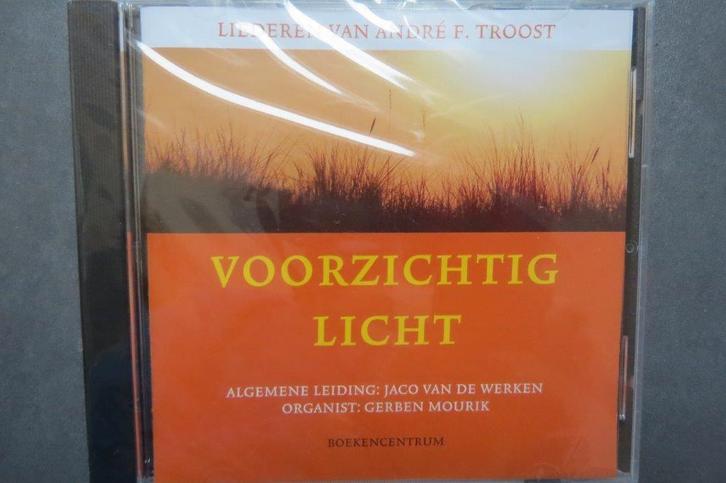 LIEDEREN VAN ANDRÉ F. TROOST
VOORZICHTIG
LICHT
ALGEMENE LEIDING: JACO VAN DE WERKEN
ORGANIST: GERBEN MOURIK
BOEKENCENTRUM